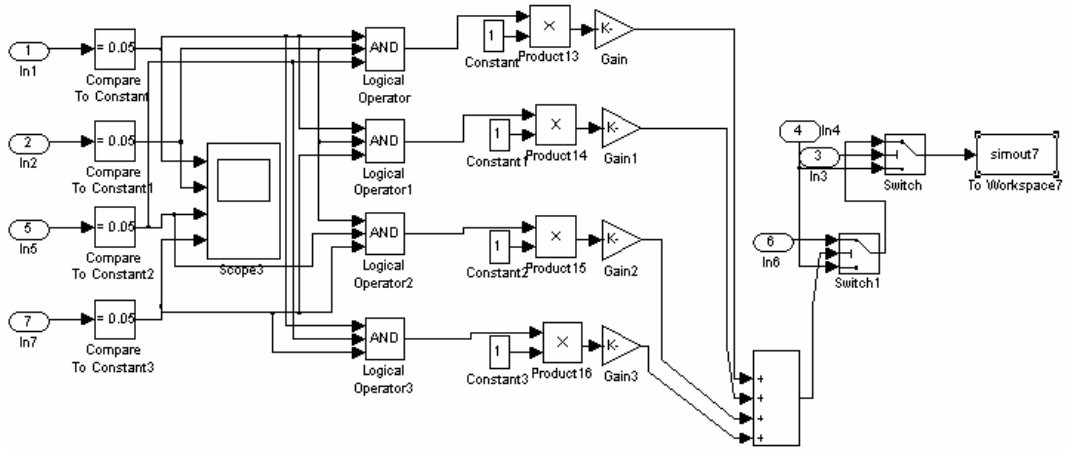 1
In1
= 0.05
Compare
To Constant
2
In2
= 0.05
Compare
To Constant1
5
In5
= 0.05
Compare
To Constant2
7
In7
= 0.05
Compare
To Constant3
Scope3
AND
Logical
Operator
AND
Logical
Operator1
AND
Logical
Operator2
AND
Logical
Operator3
1
Constant
×
Product13
K-
Gain
1
Constant1
×
Product14
K-
Gain1
1
Constant2
×
Product15
K-
Gain2
1
Constant3
×
Product16
K-
Gain3
+
+
+
+
4
In4
3
In3
Switch
simout7
To Workspace7
6
In6
Switch1